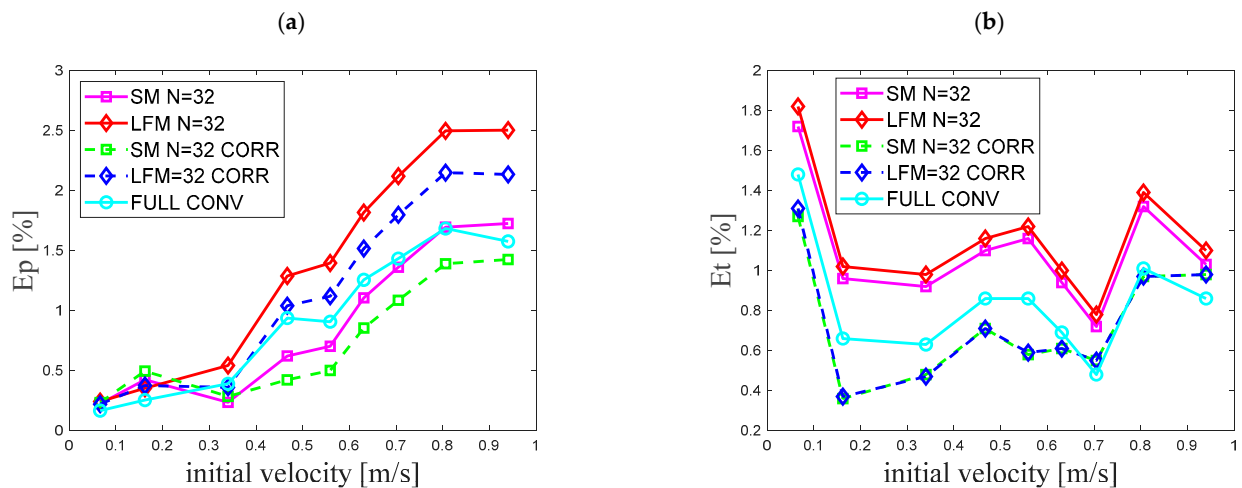 (a)
3
2.5
2
1.5
1
0.5
0
Ep [%]
SM N=32
LFM N=32
SM N=32 CORR
LFM=32 CORR
FULL CONV
0 0.1 0.2 0.3 0.4 0.5 0.6 0.7 0.8 0.9 1
initial velocity [m/s]
(b)
2
1.8
1.6
1.4
1.2
1
0.8
0.6
0.4
0.2
Et [%]
SM N=32
LFM N=32
SM N=32 CORR
LFM=32 CORR
FULL CONV
0 0.1 0.2 0.3 0.4 0.5 0.6 0.7 0.8 0.9 1
initial velocity [m/s]